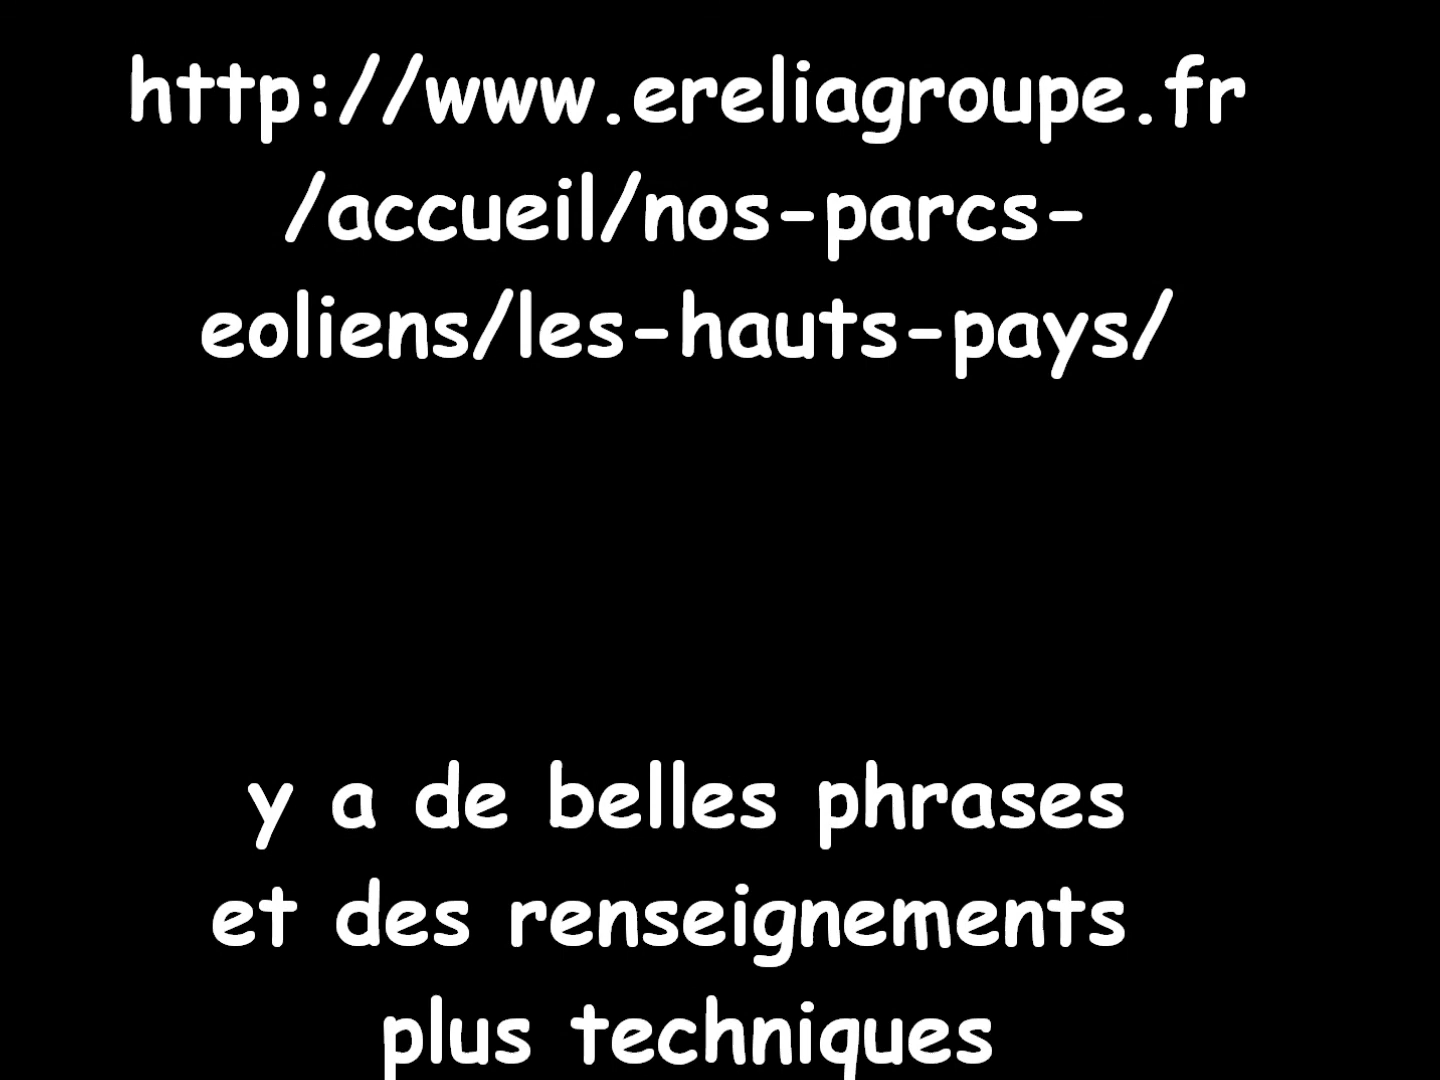 http://www.ereliagroupe.fr
/accueil/nos-parcs-
eoliens/les-hauts-pays/
y a de belles phrases
et des renseignements
plus techniques